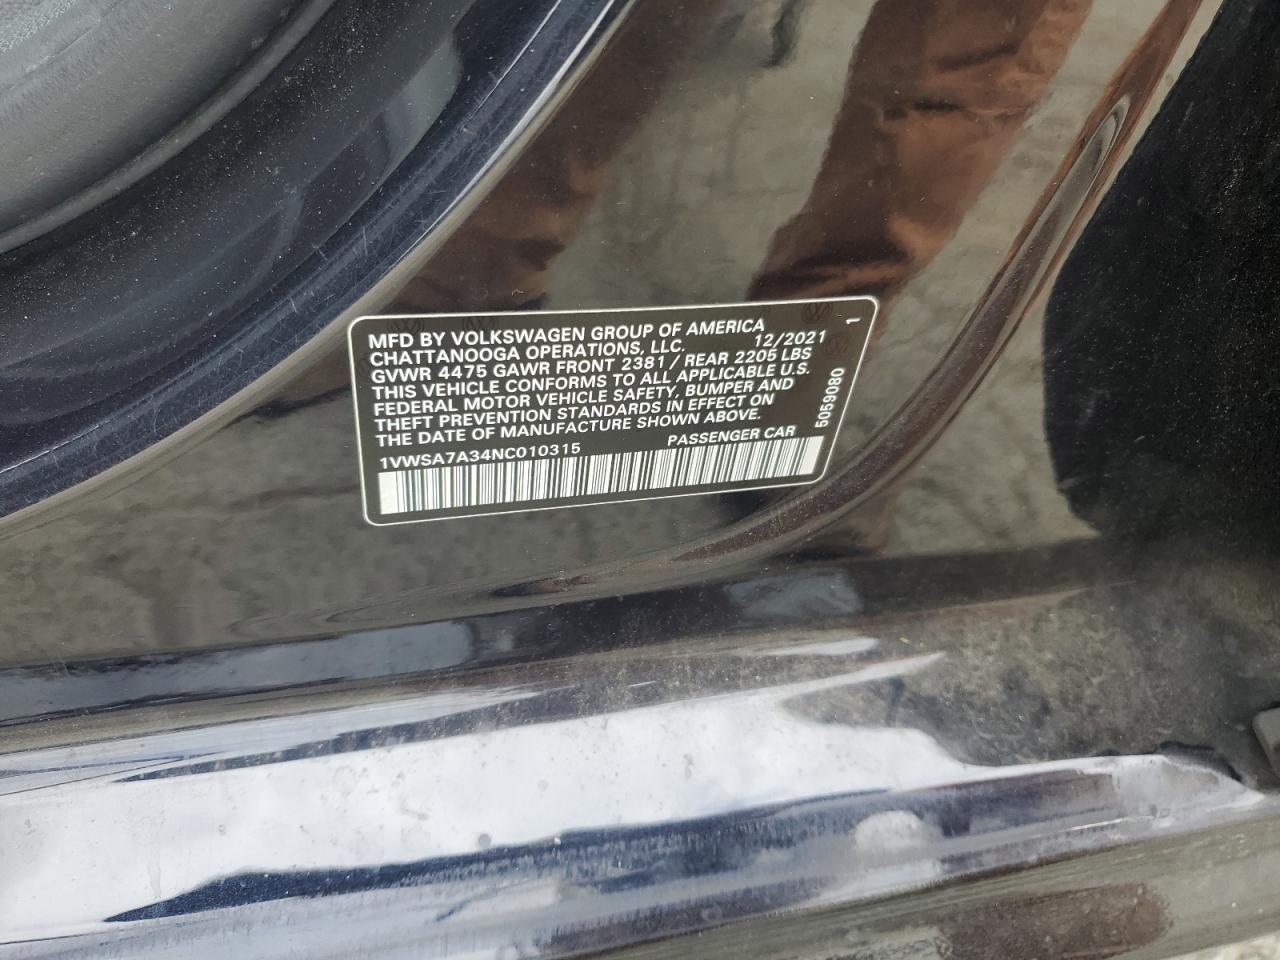 MFD BY VOLKSWAGEN GROUP OF AMERICA
CHATTANOOGA OPERATIONS, LLC. 12/2021 1
GVWR 4475 GAWR FRONT 2381 / REAR 2205 LBS
THIS VEHICLE CONFORMS TO ALL APPLICABLE U.S.
FEDERAL MOTOR VEHICLE SAFETY, BUMPER AND
THEFT PREVENTION STANDARDS IN EFFECT ON
THE DATE OF MANUFACTURE SHOWN ABOVE.
5059080
1VWSA7A34NC010315 PASSENGER CAR